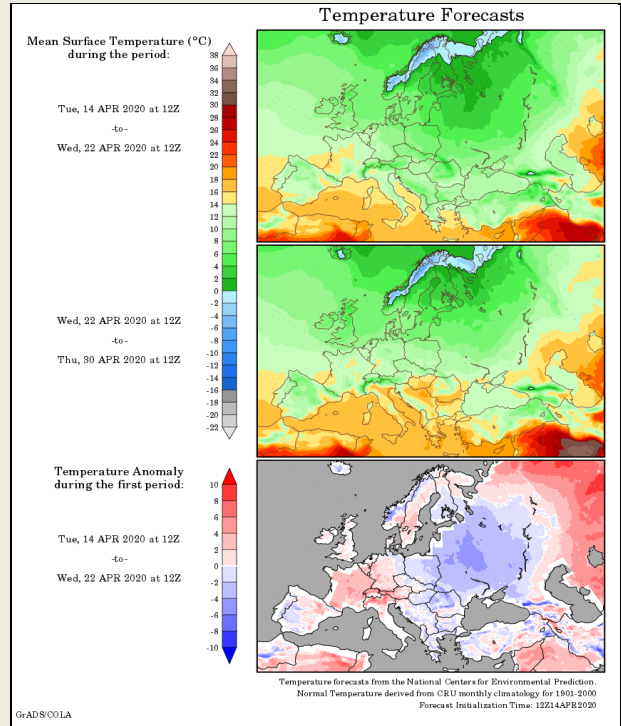 Temperature Forecasts
Mean Surface Temperature (°C)
during the period:
38
36
34
32
30
28
26
24
22
20
18
16
14
12
10
8
6
4
2
0
-2
-4
-6
-8
-10
-12
-14
-16
-18
-20
-22
Tue, 14 APR 2020 at 12Z
-to-
Wed, 22 APR 2020 at 12Z
Wed, 22 APR 2020 at 12Z
-to-
Thu, 30 APR 2020 at 12Z
Temperature Anomaly
during the first period:
10
8
6
4
2
0
-2
-4
-6
-8
-10
Tue, 14 APR 2020 at 12Z
-to-
Wed, 22 APR 2020 at 12Z
Temperature forecasts from the National Centers for Environmental Prediction.
Normal Temperature derived from CRU monthly climatology for 1901-2000
Forecast Initialization Time: 12Z14APR2020
GrADS/COLA